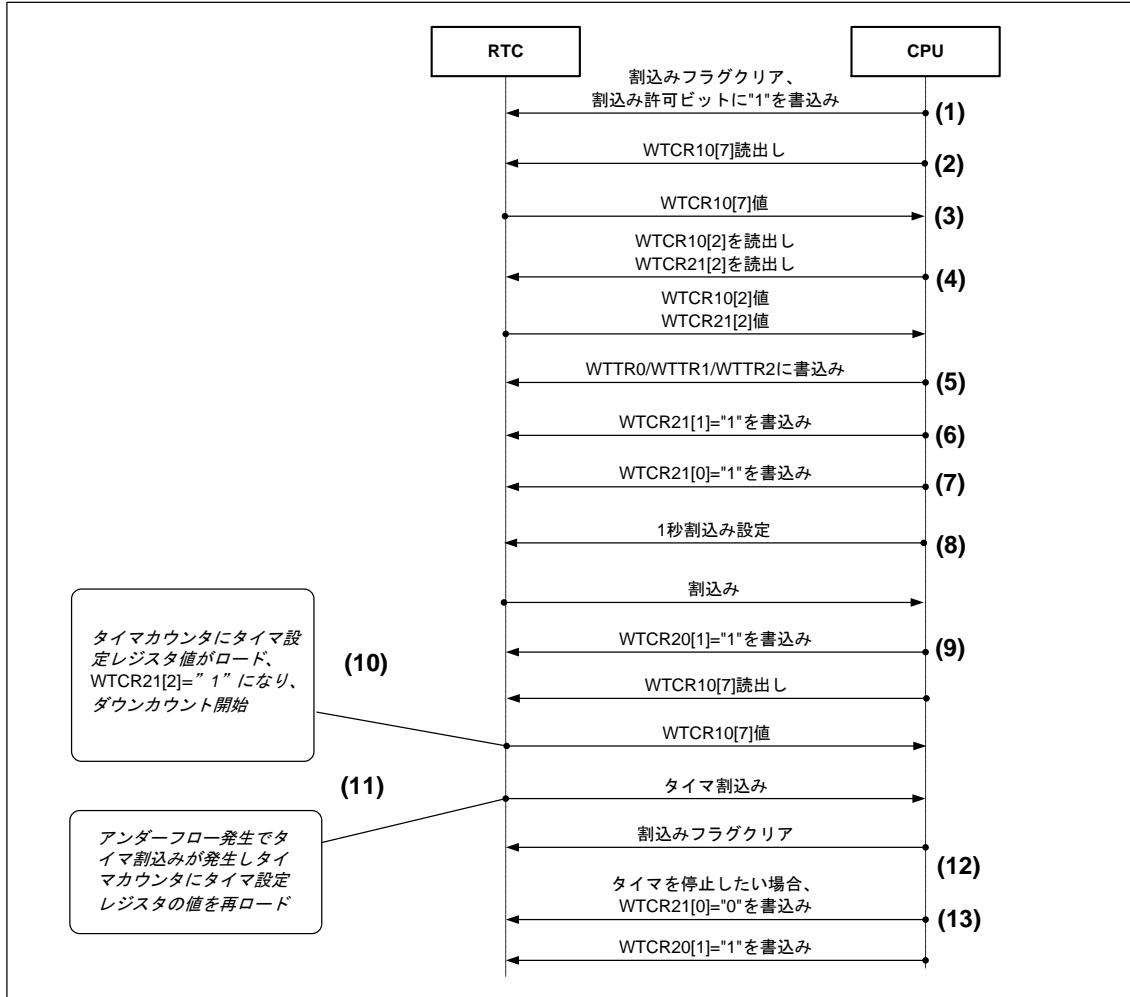 RTC
CPU
割込みフラグクリア、
割込み許可ビットに"1"を書込み
(1)
WTCR10[7]読出し
(2)
WTCR10[7]値
(3)
WTCR10[2]を読出し
WTCR21[2]を読出し
(4)
WTCR10[2]値
WTCR21[2]値
WTTR0/WTTR1/WTTR2に書込み
(5)
WTCR21[1]="1"を書込み
(6)
WTCR21[0]="1"を書込み
(7)
1秒割込み設定
(8)
割込み
WTCR20[1]="1"を書込み
(9)
タイマカウンタにタイマ設
定レジスタ値がロード、
WTCR21[2]=”1”になり、
ダウンカウント開始
(10)
WTCR10[7]読出し
WTCR10[7]値
(11)
タイマ割込み
アンダーフロー発生でタ
イマ割込みが発生しタイ
マカウンタにタイマ設定
レジスタの値を再ロード
割込みフラグクリア
(12)
タイマを停止したい場合、
WTCR21[0]="0"を書込み
(13)
WTCR20[1]="1"を書込み